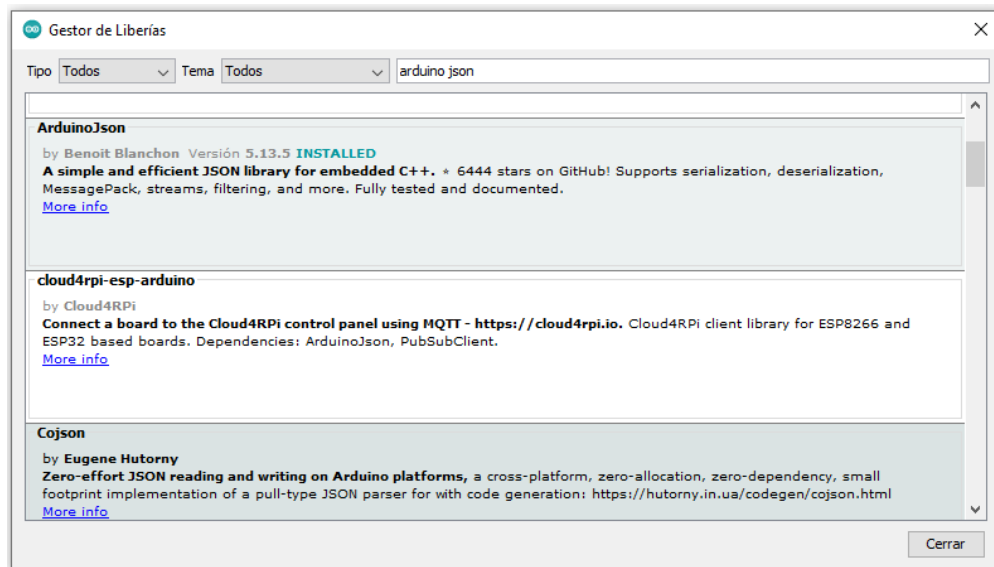 Gestor de Liberías
Tipo Todos Tema Todos arduino json
ArduinoJson
by Benoit Blanchon Versión 5.13.5 INSTALLED
A simple and efficient JSON library for embedded C++. ⭐ 6444 stars on GitHub! Supports serialization, deserialization,
MessagePack, streams, filtering, and more. Fully tested and documented.
More info
cloud4rpi-esp-arduino
by Cloud4RPi
Connect a board to the Cloud4RPi control panel using MQTT - https://cloud4rpi.io. Cloud4RPi client library for ESP8266 and
ESP32 based boards. Dependencies: ArduinoJson, PubSubClient.
More info
Cojson
by Eugene Hutorny
Zero-effort JSON reading and writing on Arduino platforms, a cross-platform, zero-allocation, zero-dependency, small
footprint implementation of a pull-type JSON parser for with code generation: https://hutorny.in.ua/codegen/cojson.html
More info
Cerrar